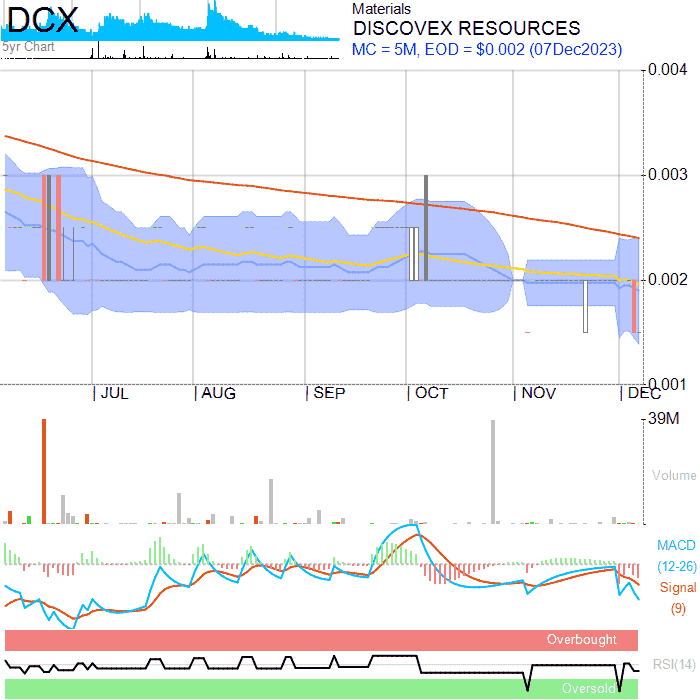 DCX
5yr Chart
Materials
DISCOVEX RESOURCES
MC = 5M, EOD = $0.002 (07Dec2023)
0.004
0.003
0.002
0.001
JUL AUG SEP OCT NOV DEC
39M
Volume
MACD
(12-26)
Signal
(9)
Overbought
RSI(14)
Oversold